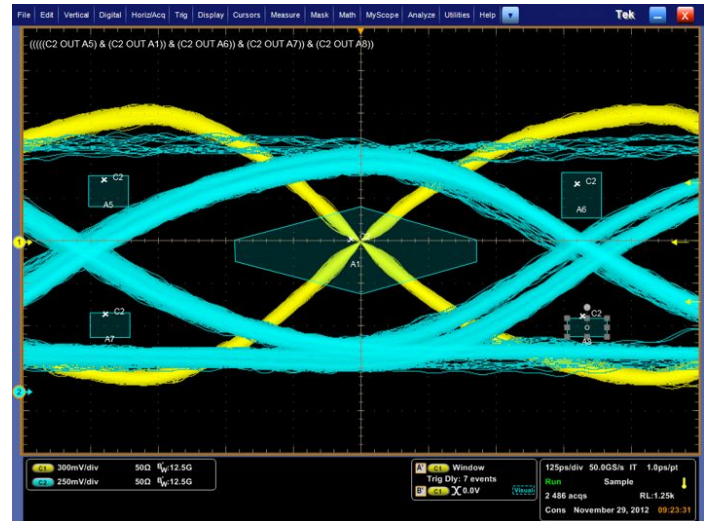 File Edit Vertical Digital Horiz/Acq Trig Display Cursors Measure Mask Math MyScope Analyze Utilities Help Tek X
(((((C2 OUT A5) & (C2 OUT A1)) & (C2 OUT A6)) & (C2 OUT A7)) & (C2 OUT A8))
C2
C2
A5
A6
1
A1
C2
C2
A7
2
C1 300mV/div 50Ω BW:12.5G
C2 250mV/div 50Ω BW:12.5G
A' C1 Window
Trig Dly: 7 events
B' C1 0.0V Visual
125ps/div 50.0GS/s IT 1.0ps/pt
Run Sample
2 486 acqs RL:1.25k
Cons November 29, 2012 09:23:31